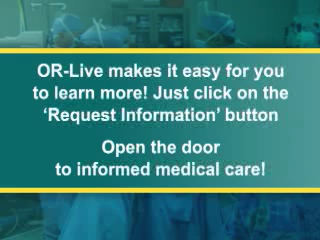 OR-Live makes it easy for you
to learn more! Just click on the
‘Request Information’ button
Open the door
to informed medical care!